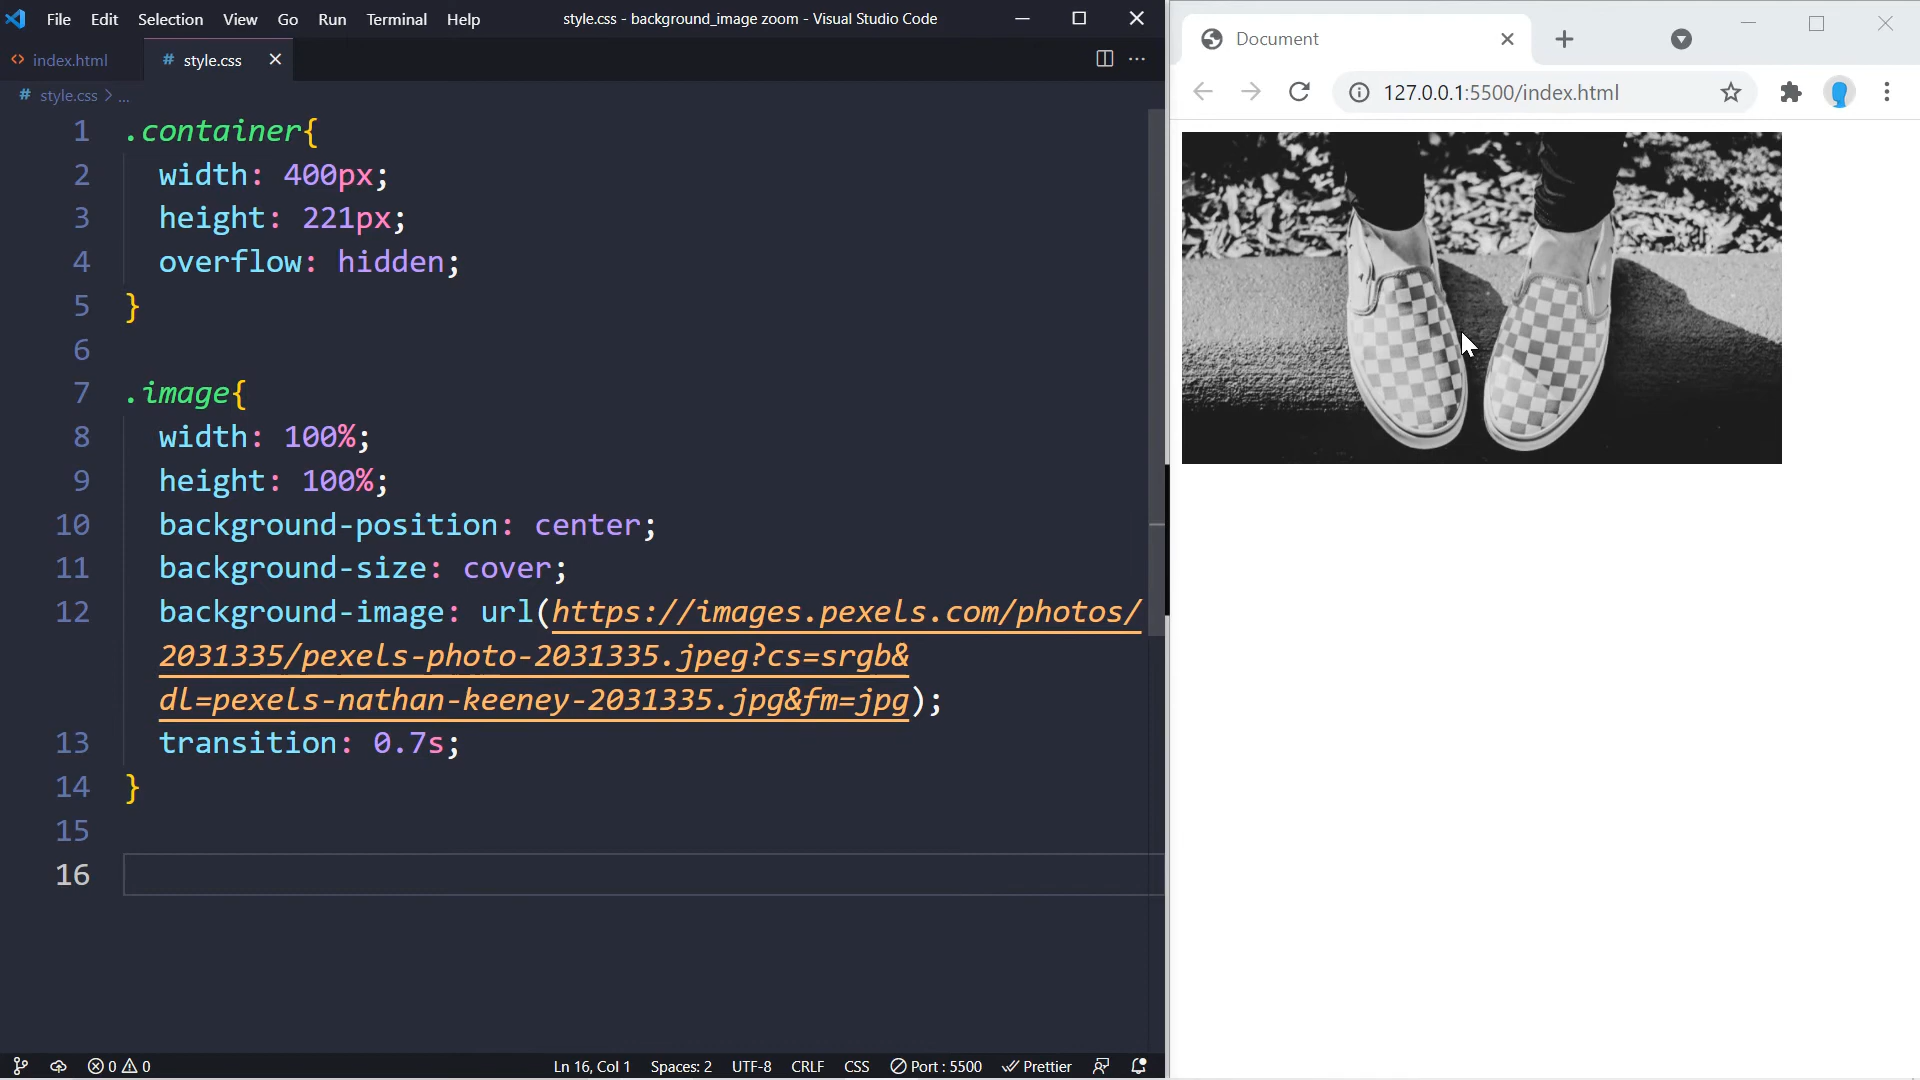 File Edit Selection View Go Run Terminal Help style.css - background_image zoom - Visual Studio Code
index.html # style.css
# style.css > ...
1 .container{
2 width: 400px;
3 height: 221px;
4 overflow: hidden;
5 }
6
7 .image{
8 width: 100%;
9 height: 100%;
10 background-position: center;
11 background-size: cover;
12 background-image: url(https://images.pexels.com/photos/
2031335/pexels-photo-2031335.jpeg?cs=srgb&
dl=pexels-nathan-keeney-2031335.jpg&fm=jpg);
13 transition: 0.7s;
14 }
15
16
0 0 Ln 16, Col 1 Spaces: 2 UTF-8 CRLF CSS Port : 5500 Prettier
Document
127.0.0.1:5500/index.html